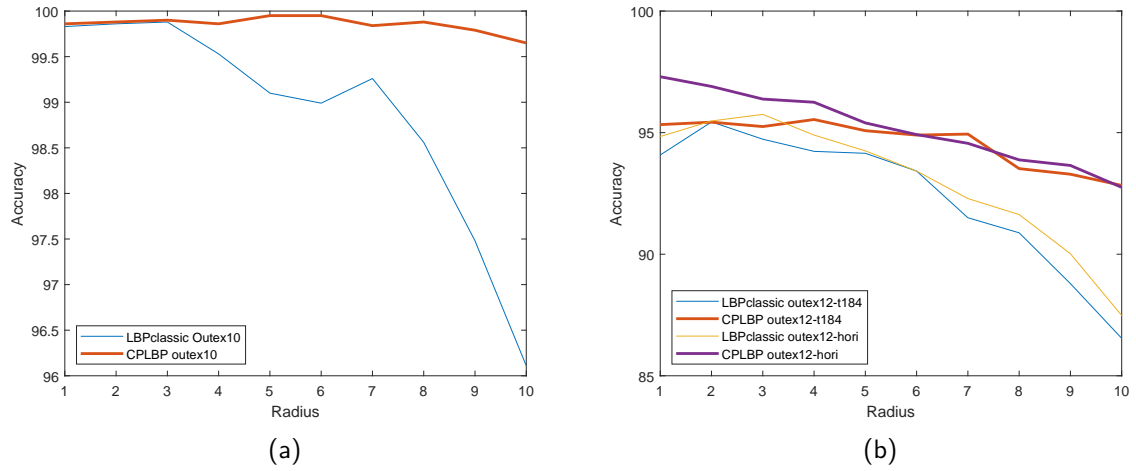 100
99.5
99
98.5
98
97.5
97
96.5
96
Accuracy
1 2 3 4 5 6 7 8 9 10
Radius
LBPclassic Outex10
CPLBP outex10
(a)
100
95
90
85
Accuracy
1 2 3 4 5 6 7 8 9 10
Radius
LBPclassic outex12-t184
CPLBP outex12-t184
LBPclassic outex12-hori
CPLBP outex12-hori
(b)